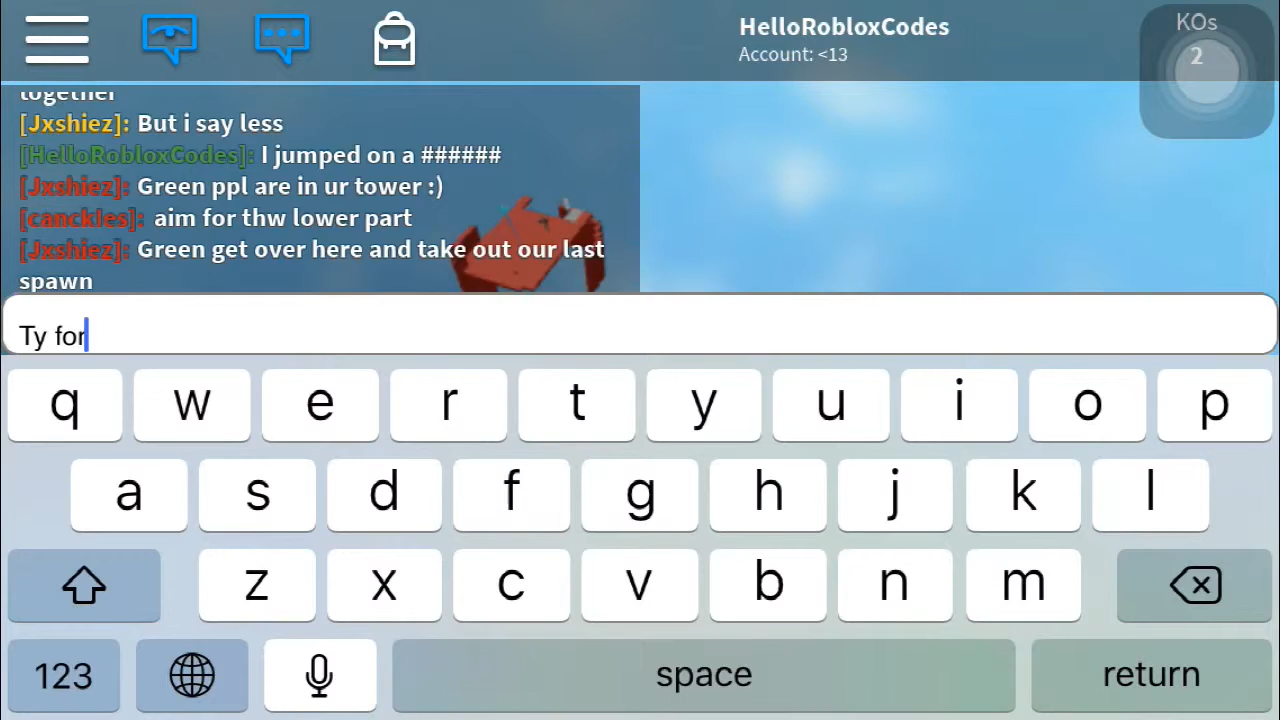 HelloRobloxCodes
Account: <13
KOs
2
together
[Jxshiez]: But i say less
[HelloRobloxCodes]: I jumped on a ######
[Jxshiez]: Green ppl are in ur tower :)
[canckles]: aim for thw lower part
[Jxshiez]: Green get over here and take out our last
spawn
Ty for
q w e r t y u i o p
a s d f g h j k l
z x c v b n m
123 space return